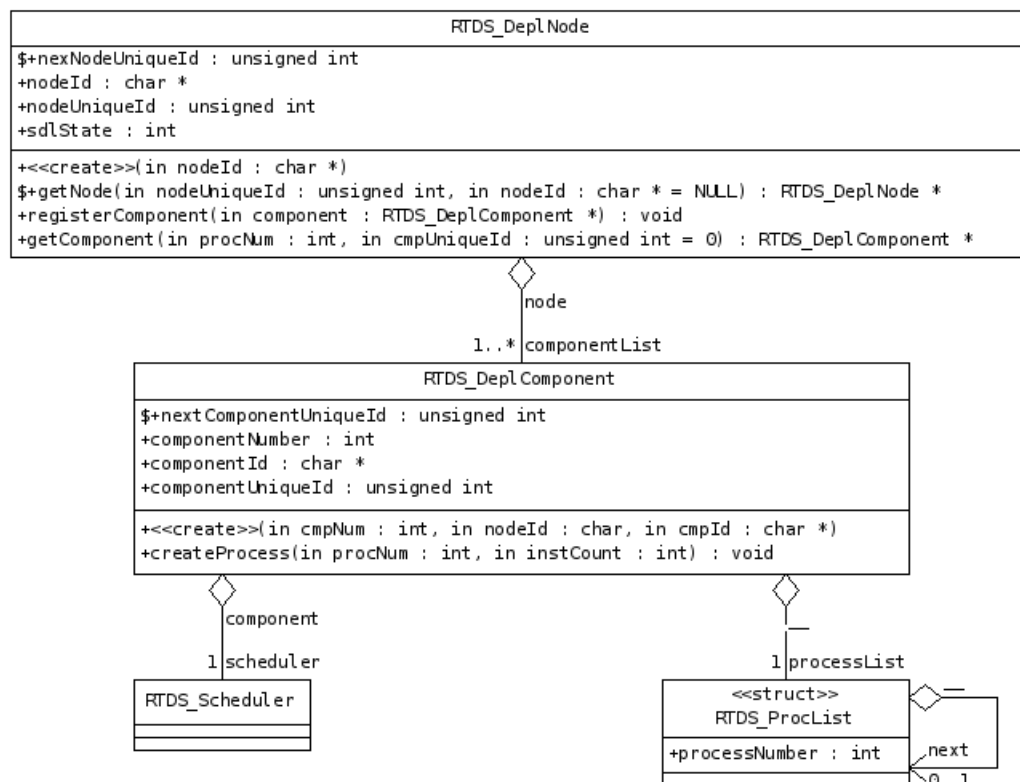 RTDS_DeplNode
$+nexNodeUniqueId : unsigned int
+nodeId : char *
+nodeUniqueId : unsigned int
+sdlState : int
+<<create>>(in nodeId : char *)
$+getNode(in nodeUniqueId : unsigned int, in nodeId : char * = NULL) : RTDS_DeplNode *
+registerComponent(in component : RTDS_DeplComponent *) : void
+getComponent(in procNum : int, in cmpUniqueId : unsigned int = 0) : RTDS_DeplComponent *
node
1..* componentList
RTDS_DeplComponent
$+nextComponentUniqueId : unsigned int
+componentNumber : int
+componentId : char *
+componentUniqueId : unsigned int
+<<create>>(in cmpNum : int, in nodeId : char, in cmpId : char *)
+createProcess(in procNum : int, in instCount : int) : void
component
1 scheduler
1 processList
RTDS_Scheduler
<<struct>>
RTDS_ProcList
+processNumber : int
next
0..1